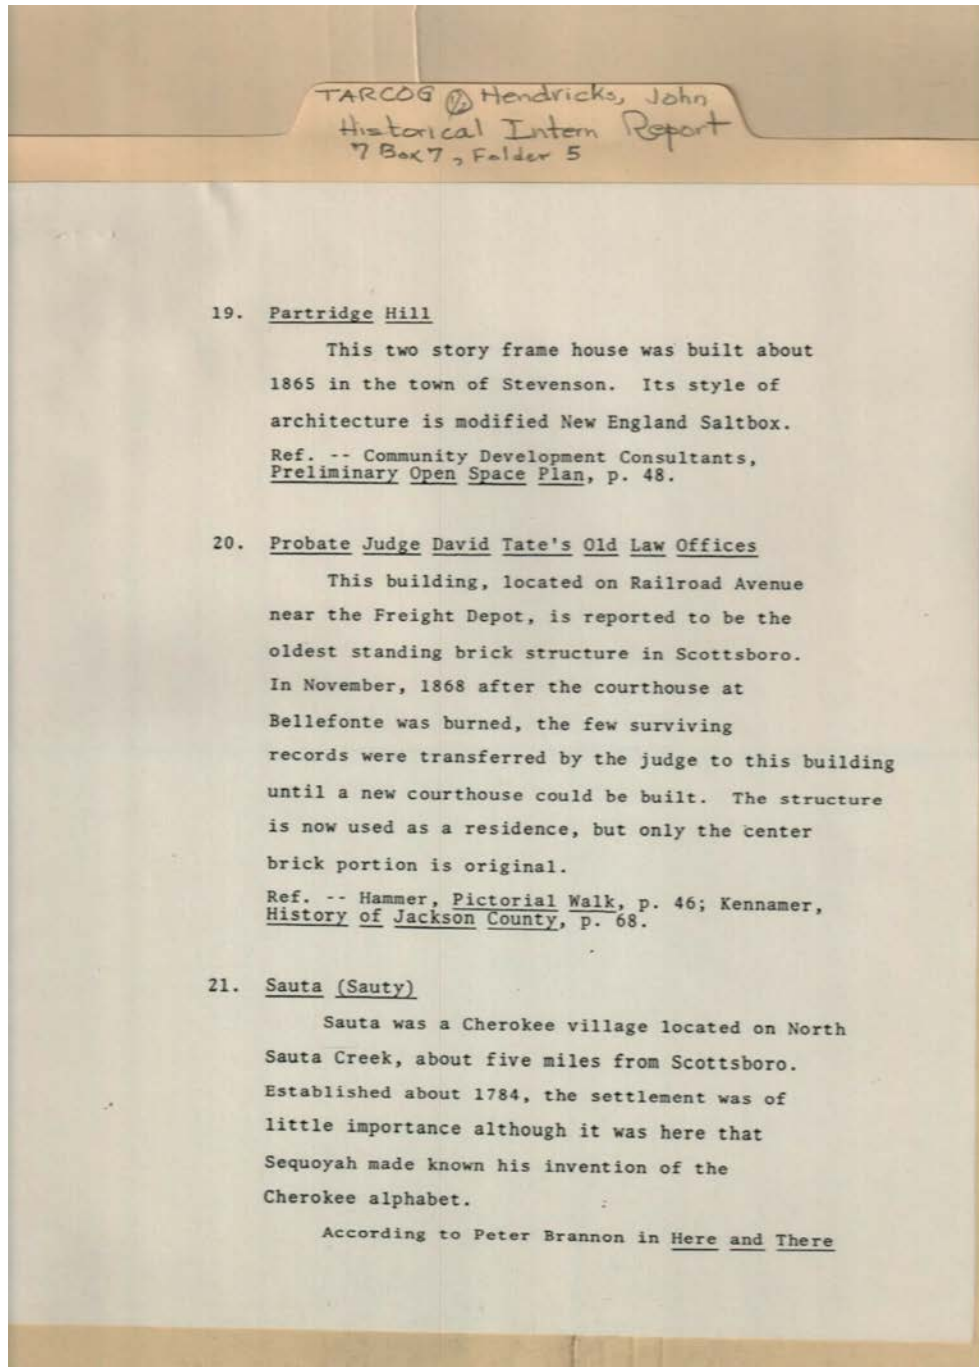 TARCOG Hendricks, John
Historical Intern Report
7 Box 7, Folder 5
19. Partridge Hill
This two story frame house was built about
1865 in the town of Stevenson. Its style of
architecture is modified New England Saltbox.
Ref. -- Community Development Consultants,
Preliminary Open Space Plan, p. 48.
20. Probate Judge David Tate's Old Law Offices
This building, located on Railroad Avenue
near the Freight Depot, is reported to be the
oldest standing brick structure in Scottsboro.
In November, 1868 after the courthouse at
Bellefonte was burned, the few surviving
records were transferred by the judge to this building
until a new courthouse could be built. The structure
is now used as a residence, but only the center
brick portion is original.
Ref. -- Hammer, Pictorial Walk, p. 46; Kennamer,
History of Jackson County, p. 68.
21. Sauta (Sauty)
Sauta was a Cherokee village located on North
Sauta Creek, about five miles from Scottsboro.
Established about 1784, the settlement was of
little importance although it was here that
Sequoyah made known his invention of the
Cherokee alphabet.
According to Peter Brannon in Here and There